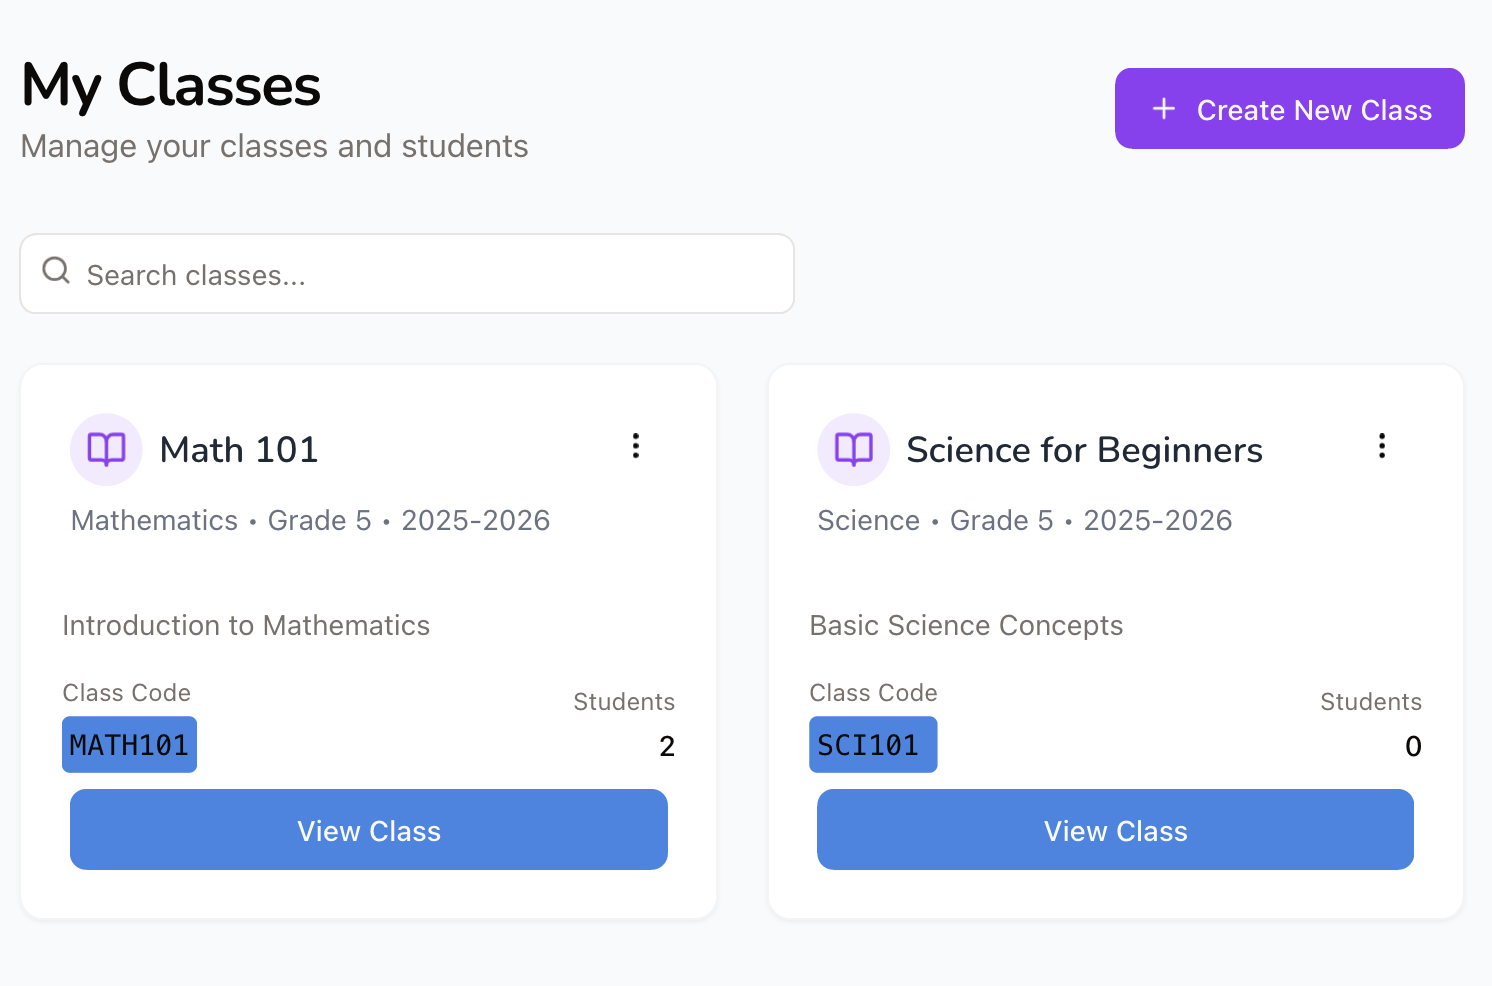 My Classes
Manage your classes and students
+ Create New Class
Search classes...
Math 101
Mathematics • Grade 5 • 2025-2026
Introduction to Mathematics
Class Code
Students
MATH101
2
View Class
Science for Beginners
Science • Grade 5 • 2025-2026
Basic Science Concepts
Class Code
Students
SCI101
0
View Class